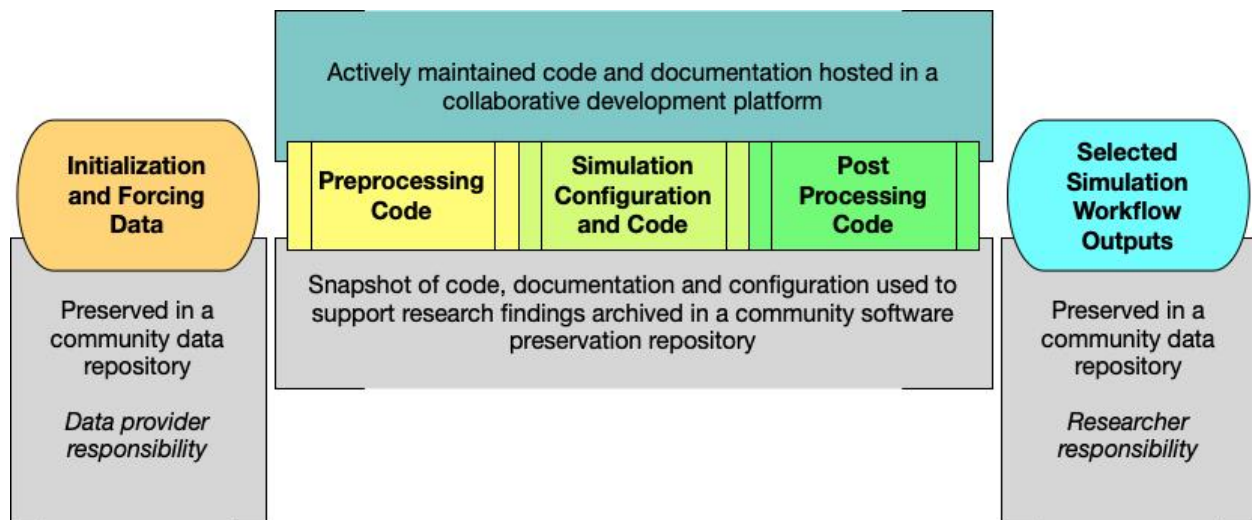 Actively maintained code and documentation hosted in a
collaborative development platform
Initialization
and Forcing
Data
Preprocessing
Code
Simulation
Configuration
and Code
Post
Processing
Code
Selected
Simulation
Workflow
Outputs
Preserved in a
community data
repository
Data provider
responsibility
Snapshot of code, documentation and configuration used to
support research findings archived in a community software
preservation repository
Preserved in a
community data
repository
Researcher
responsibility